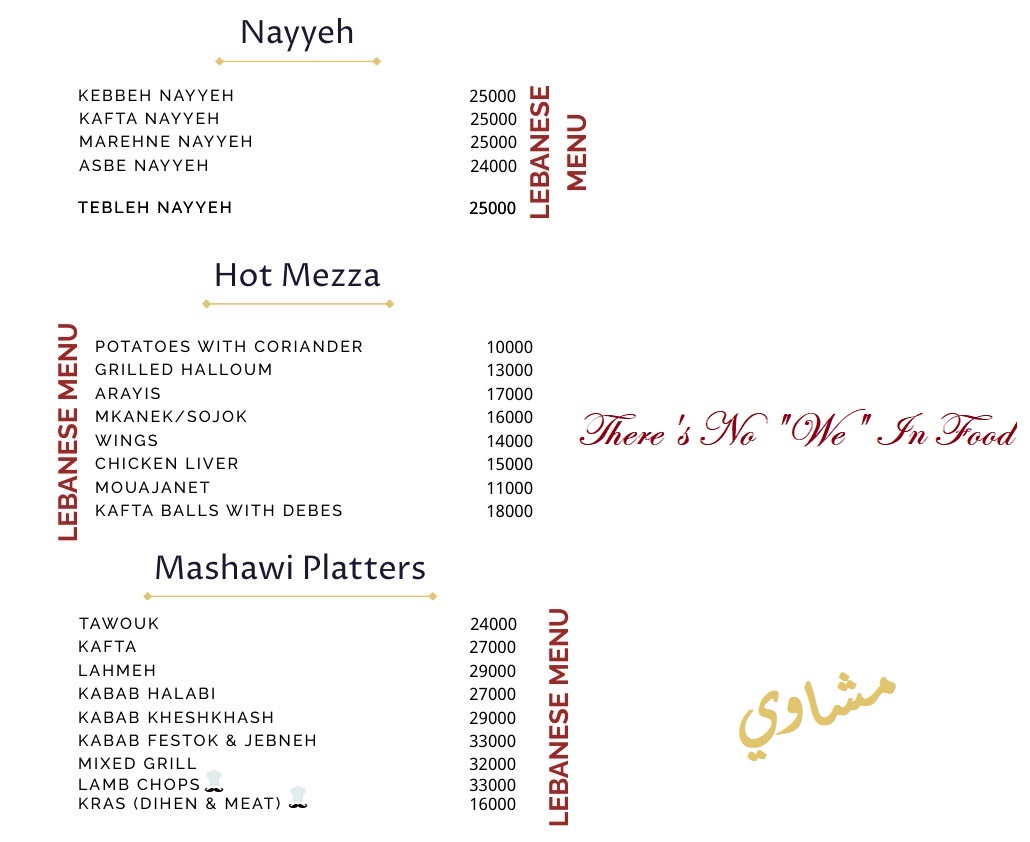 Nayyeh
KEBBEH NAYYEH 25000
KAFTA NAYYEH 25000
MAREHNE NAYYEH 25000
ASBE NAYYEH 24000
TEBLEH NAYYEH 25000
LEBANESE
MENU
Hot Mezza
LEBANESE MENU
POTATOES WITH CORIANDER 10000
GRILLED HALLOUM 13000
ARAYIS 17000
MKANEK/SOJOK 16000
WINGS 14000
CHICKEN LIVER 15000
MOUAJANET 11000
KAFTA BALLS WITH DEBES 18000
There's No "We" In Food
Mashawi Platters
TAWOUK 24000
KAFTA 27000
LAHMEH 29000
KABAB HALABI 27000
KABAB KHESHKHASH 29000
KABAB FESTOK & JEBNEH 33000
MIXED GRILL 32000
LAMB CHOPS 33000
KRAS (DIHEN & MEAT) 16000
LEBANESE MENU
مشاوي